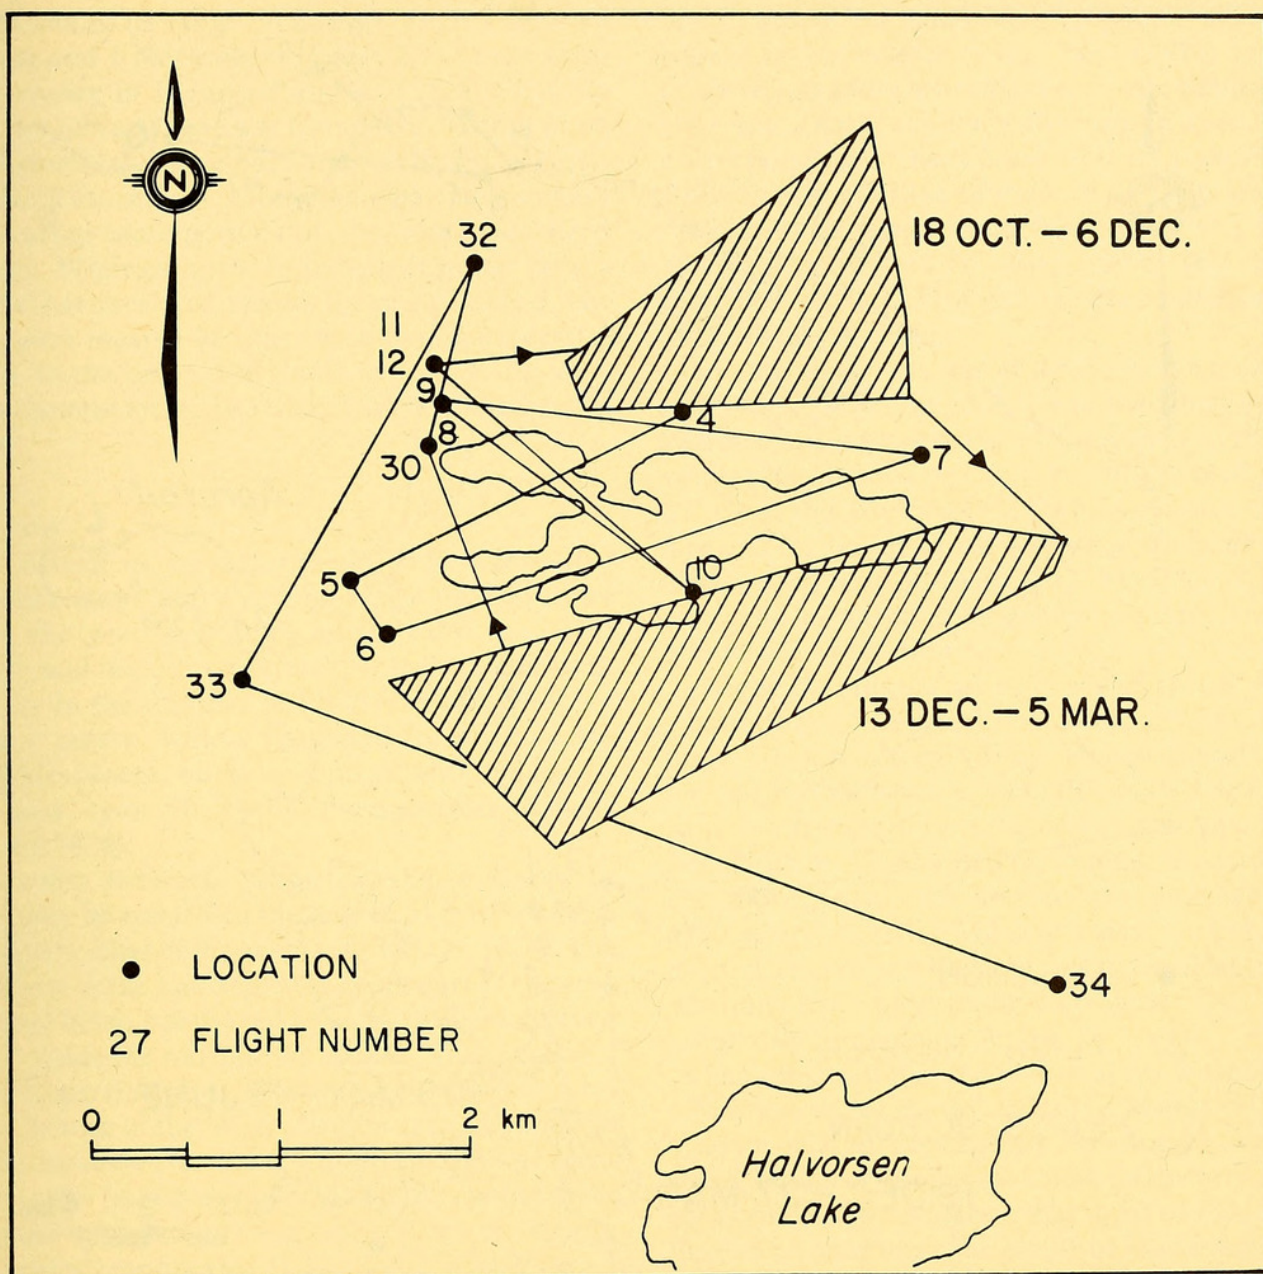 N
32
18 OCT. – 6 DEC.
11
12
9
4
8
30
7
5
10
6
33
13 DEC. – 5 MAR.
34
LOCATION
27 FLIGHT NUMBER
0 1 2 km
Halvorsen
Lake